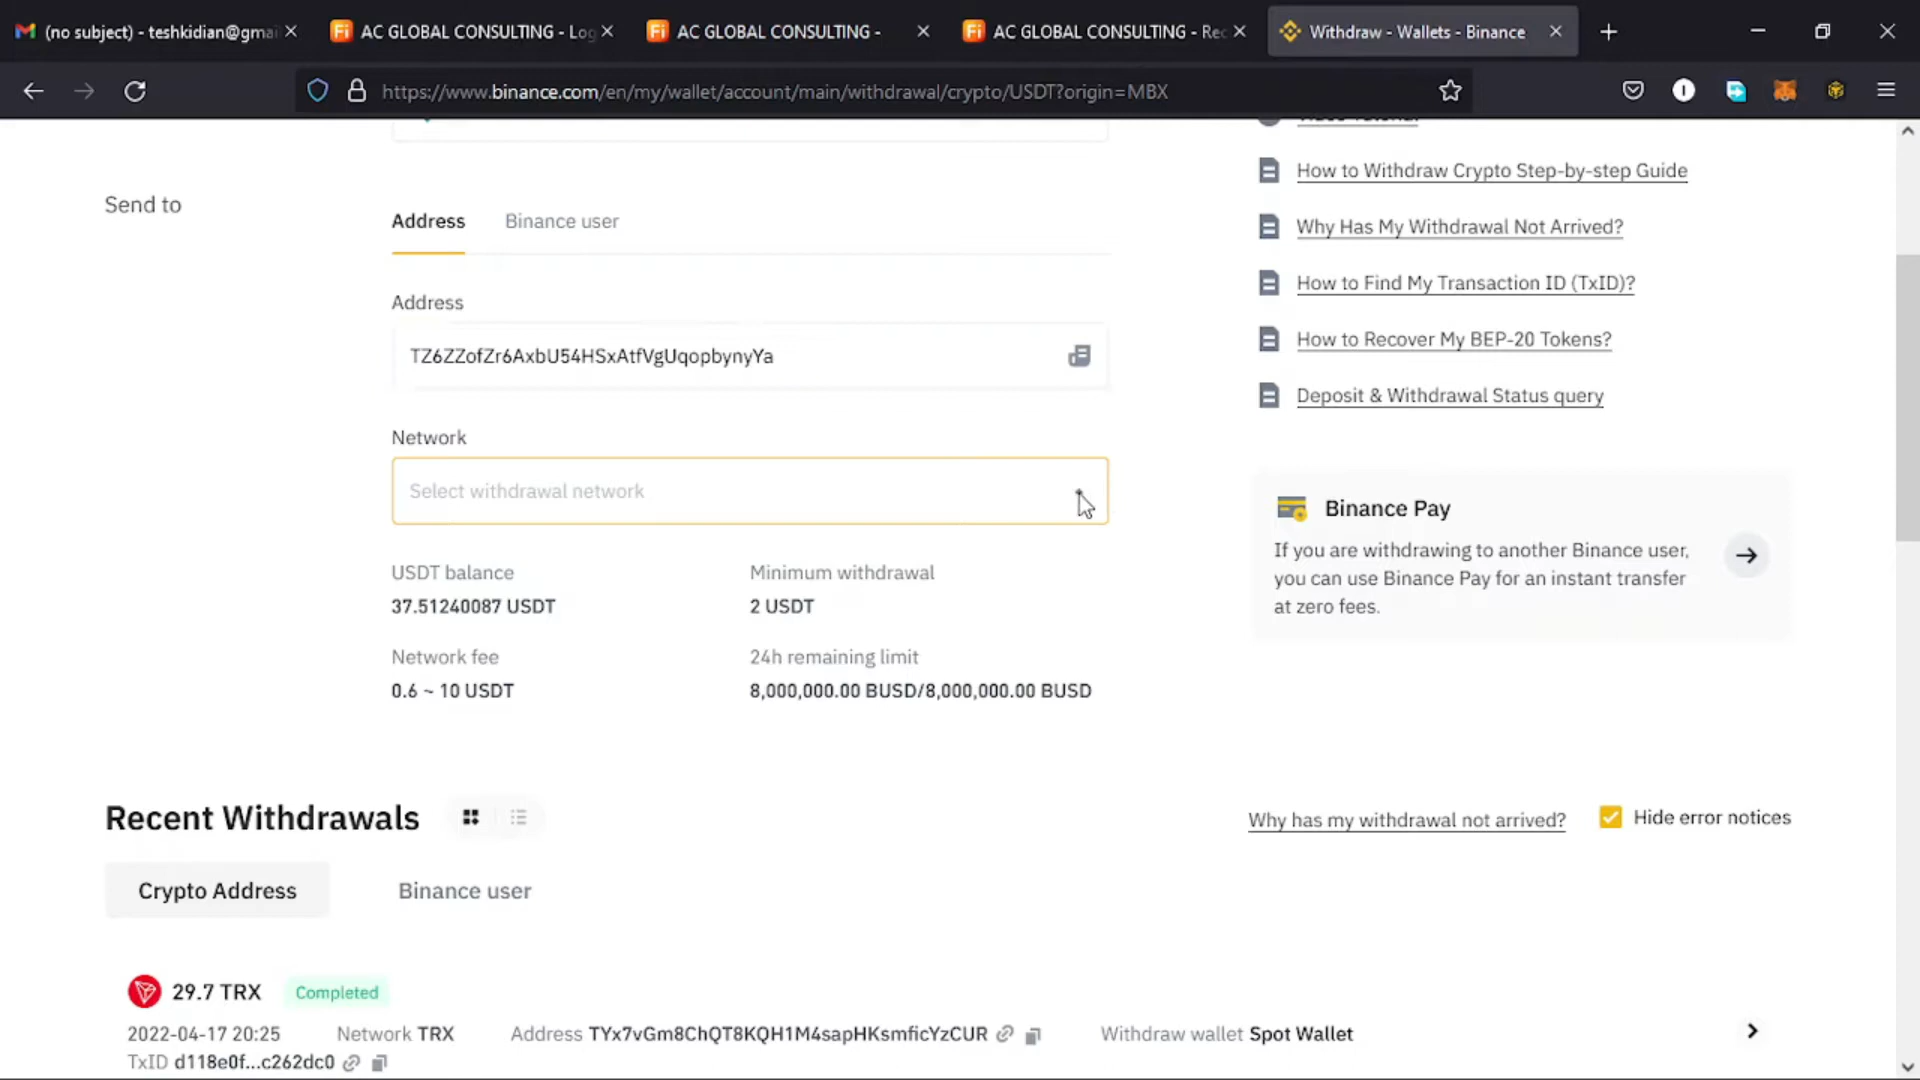 (no subject) - teshkidian@gmai
AC GLOBAL CONSULTING - Log
AC GLOBAL CONSULTING -
AC GLOBAL CONSULTING - Rec
Withdraw - Wallets - Binance
https://www.binance.com/en/my/wallet/account/main/withdrawal/crypto/USDT?origin=MBX
How to Withdraw Crypto Step-by-step Guide
Send to
Address
Binance user
Why Has My Withdrawal Not Arrived?
How to Find My Transaction ID (TxID)?
Address
How to Recover My BEP-20 Tokens?
TZ6ZZofZr6AxbU54HSxAtfVgUqopbynyYa
Deposit & Withdrawal Status query
Network
Select withdrawal network
Binance Pay
If you are withdrawing to another Binance user,
you can use Binance Pay for an instant transfer
at zero fees.
USDT balance
Minimum withdrawal
37.51240087 USDT
2 USDT
Network fee
24h remaining limit
0.6 ~ 10 USDT
8,000,000.00 BUSD/8,000,000.00 BUSD
Recent Withdrawals
Why has my withdrawal not arrived?
Hide error notices
Crypto Address
Binance user
29.7 TRX
Completed
2022-04-17 20:25
Network TRX
Address TYx7vGm8ChQT8KQH1M4sapHKsmficYzCUR
Withdraw wallet Spot Wallet
TxID d118e0f...c262dc0